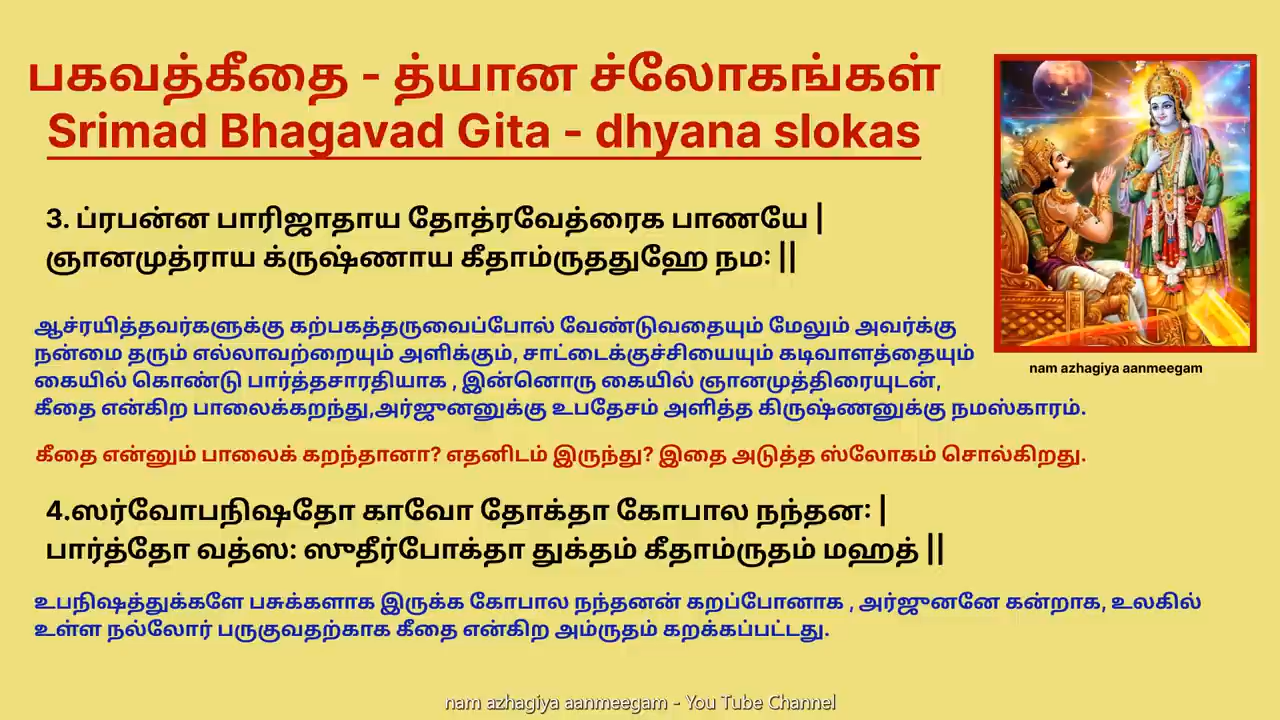 பகவத்கீதை - த்யான ச்லோகங்கள்
Srimad Bhagavad Gita - dhyana slokas
3. ப்ரபன்ன பாரிஜாதாய தோத்ரவேத்ரைக பாணயே |
ஞானமுத்ராய க்ருஷ்ணாய கீதாம்ருததுஹே நம: ||
ஆச்ரயித்தவர்களுக்கு கற்பகத்தருவைப்போல் வேண்டுவதையும் மேலும் அவர்க்கு
நன்மை தரும் எல்லாவற்றையும் அளிக்கும், சாட்டைக்குச்சியையும் கடிவாளத்தையும்
கையில் கொண்டு பார்த்தசாரதியாக , இன்னொரு கையில் ஞானமுத்திரையுடன்,
கீதை என்கிற பாலைக்கறந்து,அர்ஜுனனுக்கு உபதேசம் அளித்த கிருஷ்ணனுக்கு நமஸ்காரம்.
nam azhagiya aanmeegam
கீதை என்னும் பாலைக் கறந்தானா? எதனிடம் இருந்து? இதை அடுத்த ஸ்லோகம் சொல்கிறது.
4.ஸர்வோபநிஷதோ காவோ தோக்தா கோபால நந்தன: |
பார்த்தோ வத்ஸ: ஸுதீர்போக்தா துக்தம் கீதாம்ருதம் மஹத் ||
உபநிஷத்துக்களே பசுக்களாக இருக்க கோபால நந்தனன் கறப்போனாக , அர்ஜுனனே கன்றாக, உலகில்
உள்ள நல்லோர் பருகுவதற்காக கீதை என்கிற அம்ருதம் கறக்கப்பட்டது.
nam azhagiya aanmeegam - You Tube Channel